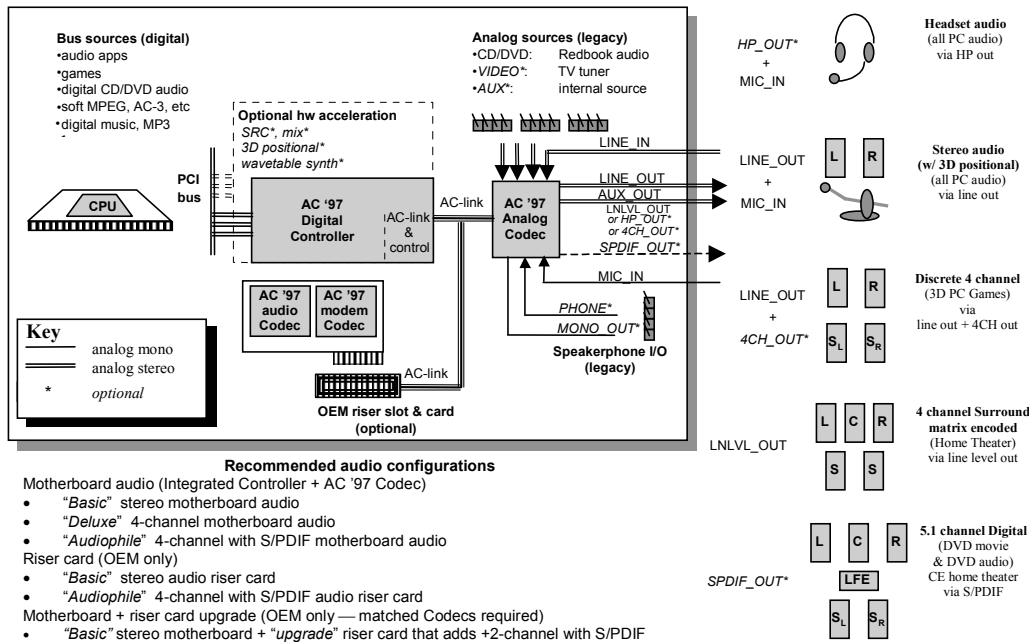 Bus sources (digital)
•audio apps
•games
•digital CD/DVD audio
•soft MPEG, AC-3, etc
•digital music, MP3
Analog sources (legacy)
•CD/DVD: Redbook audio
•VIDEO*: TV tuner
•AUX*: internal source
Optional hw acceleration
SRC*, mix*
3D positional*
wavetable synth*
PCI
bus
CPU
AC '97
Digital
Controller
AC-link
&
control
AC-link
AC '97
Analog
Codec
LINE_IN
LINE_OUT
AUX_OUT
LNLVL_OUT
or HP_OUT*
or 4CH_OUT*
SPDIF_OUT*
MIC_IN
PHONE*
MONO_OUT*
Speakerphone I/O
(legacy)
AC '97
audio
Codec
AC '97
modem
Codec
AC-link
OEM riser slot & card
(optional)
Key
analog mono
analog stereo
* optional
HP_OUT*
+
MIC_IN
Headset audio
(all PC audio)
via HP out
LINE_OUT
+
MIC_IN
L R
Stereo audio
(w/ 3D positional)
(all PC audio)
via line out
LINE_OUT
+
4CH_OUT*
L R
SL SR
Discrete 4 channel
(3D PC Games)
via
line out + 4CH out
LNLVL_OUT
L C R
S S
4 channel Surround
matrix encoded
(Home Theater)
via line level out
SPDIF_OUT*
L C R
LFE
SL SR
5.1 channel Digital
(DVD movie
& DVD audio)
CE home theater
via S/PDIF
Recommended audio configurations
Motherboard audio (Integrated Controller + AC '97 Codec)
• "Basic" stereo motherboard audio
• "Deluxe" 4-channel motherboard audio
• "Audiophile" 4-channel with S/PDIF motherboard audio
Riser card (OEM only)
• "Basic" stereo audio riser card
• "Audiophile" 4-channel with S/PDIF audio riser card
Motherboard + riser card upgrade (OEM only — matched Codecs required)
• "Basic" stereo motherboard + "upgrade" riser card that adds +2-channel with S/PDIF